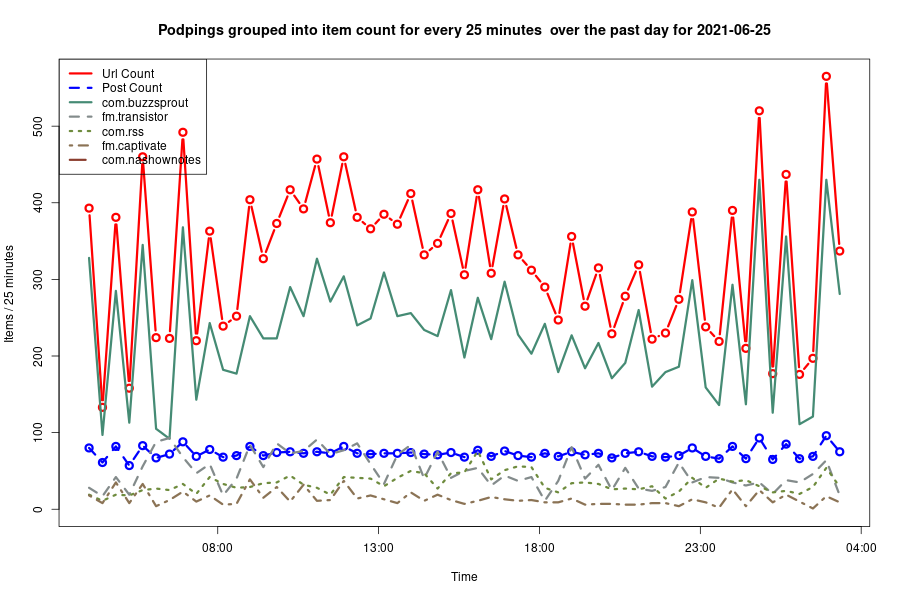 Podpings grouped into item count for every 25 minutes  over the past day for 2021-06-25
Url Count
Post Count
com.buzzsprout
fm.transistor
com.rss
fm.captivate
com.nashownotes
Items / 25 minutes
500
400
300
200
100
0
08:00
13:00
18:00
23:00
04:00
Time